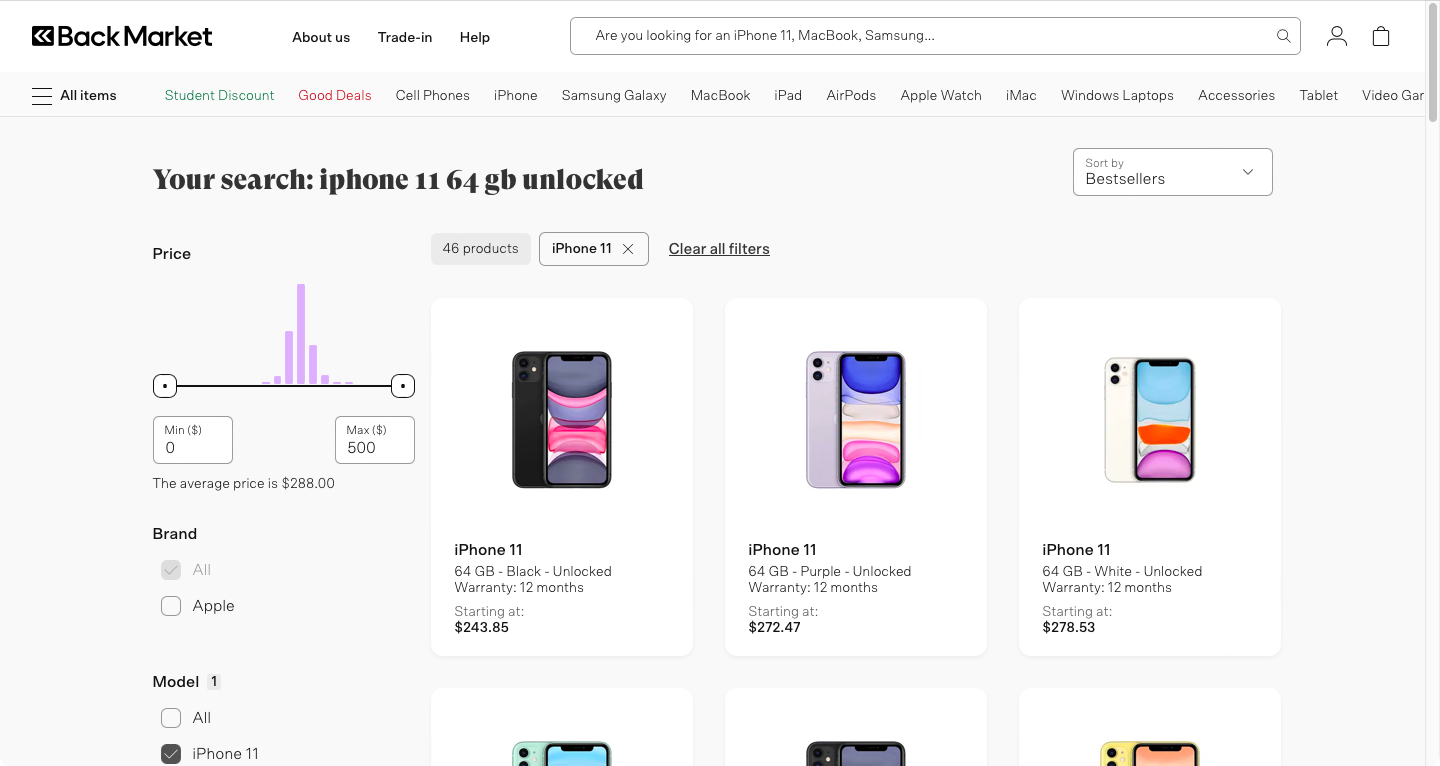 Back Market
About us
Trade-in
Help
Are you looking for an iPhone 11, MacBook, Samsung...
All items
Student Discount
Good Deals
Cell Phones
iPhone
Samsung Galaxy
MacBook
iPad
AirPods
Apple Watch
iMac
Windows Laptops
Accessories
Tablet
Video Gar
Your search: iphone 11 64 gb unlocked
Sort by
Bestsellers
Price
Min ($)
0
Max ($)
500
The average price is $288.00
Brand
All
Apple
Model 1
All
iPhone 11
46 products
iPhone 11
Clear all filters
iPhone 11
64 GB - Black - Unlocked
Warranty: 12 months
Starting at:
$243.85
iPhone 11
64 GB - Purple - Unlocked
Warranty: 12 months
Starting at:
$272.47
iPhone 11
64 GB - White - Unlocked
Warranty: 12 months
Starting at:
$278.53